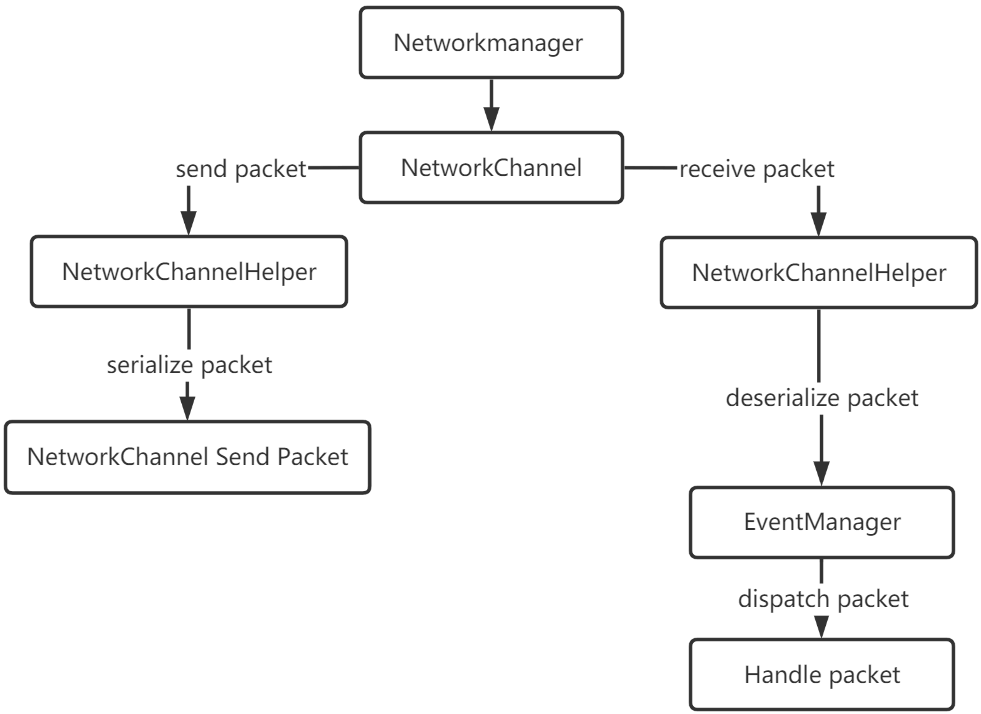 Networkmanager
NetworkChannel
send packet
receive packet
NetworkChannelHelper
NetworkChannelHelper
serialize packet
deserialize packet
NetworkChannel Send Packet
EventManager
dispatch packet
Handle packet